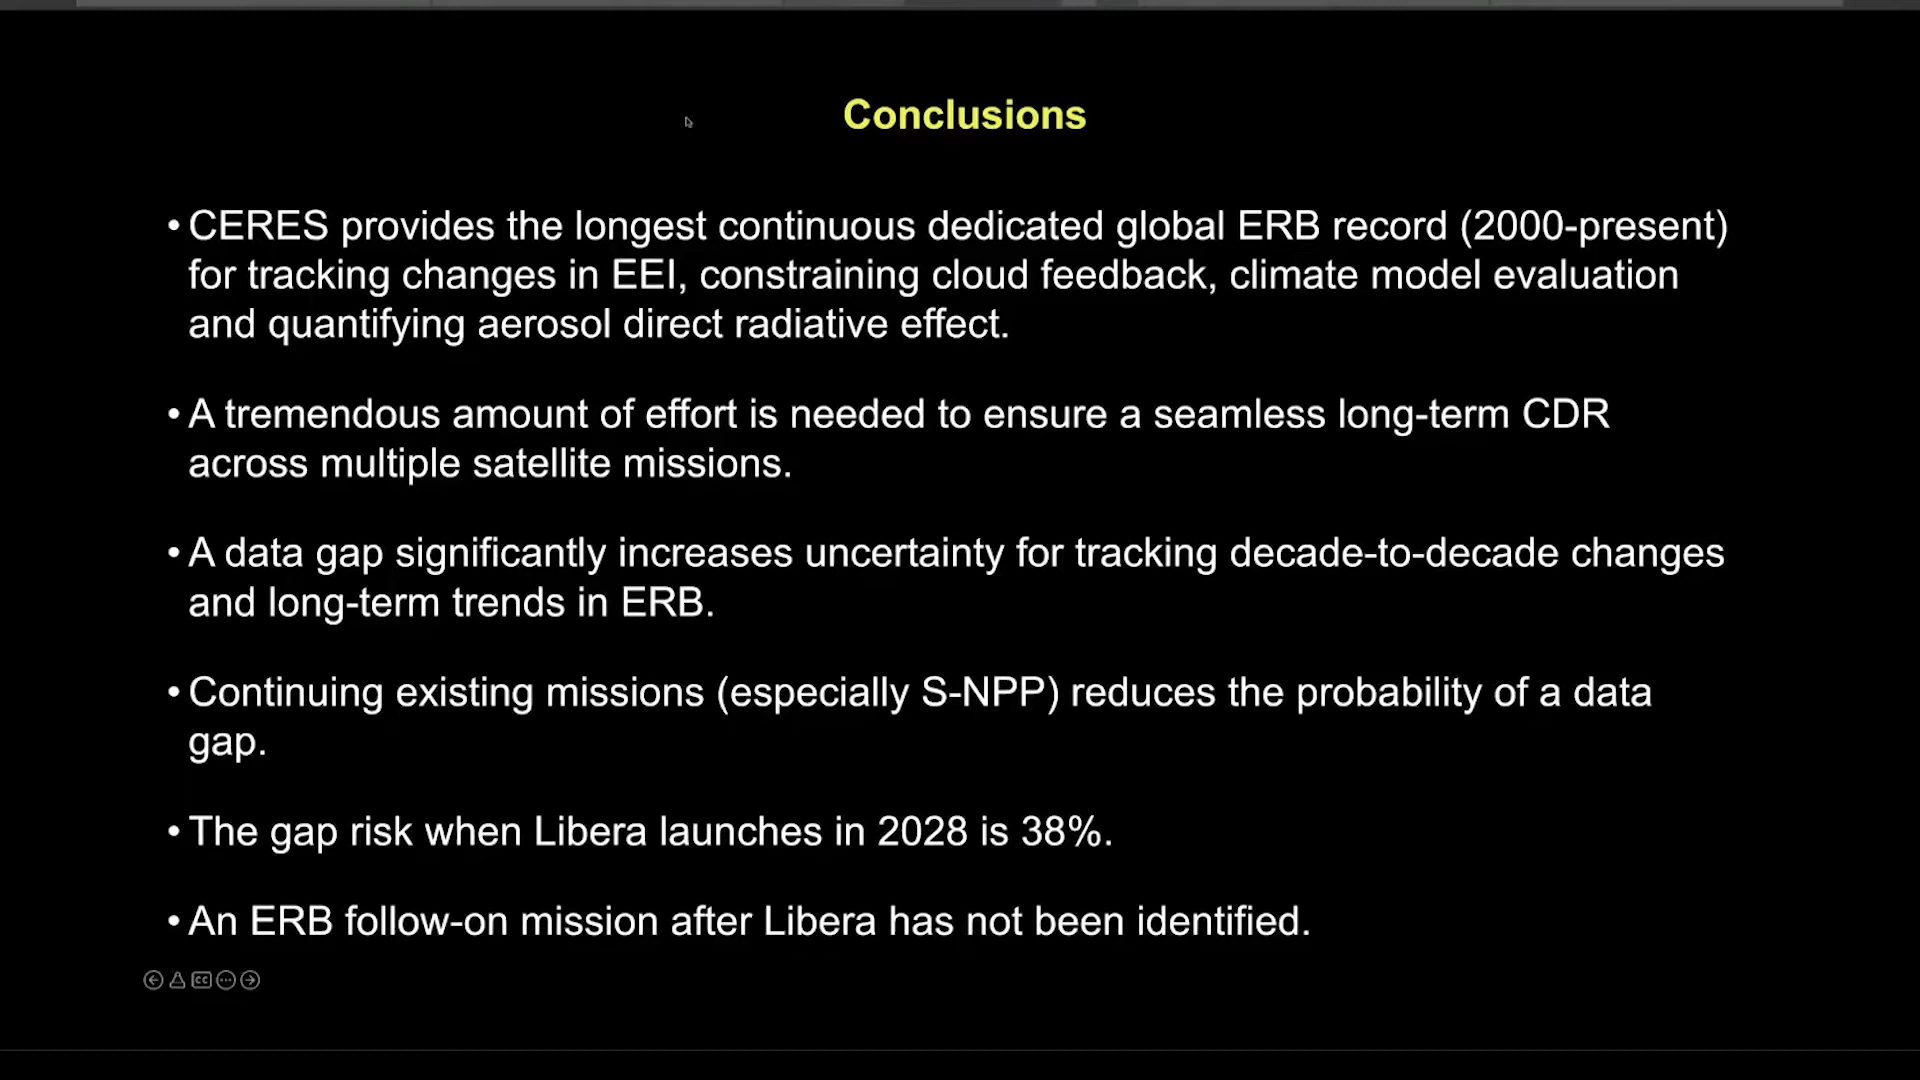 Conclusions
• CERES provides the longest continuous dedicated global ERB record (2000-present)
for tracking changes in EEI, constraining cloud feedback, climate model evaluation
and quantifying aerosol direct radiative effect.
• A tremendous amount of effort is needed to ensure a seamless long-term CDR
across multiple satellite missions.
• A data gap significantly increases uncertainty for tracking decade-to-decade changes
and long-term trends in ERB.
• Continuing existing missions (especially S-NPP) reduces the probability of a data
gap.
• The gap risk when Libera launches in 2028 is 38%.
• An ERB follow-on mission after Libera has not been identified.
CC